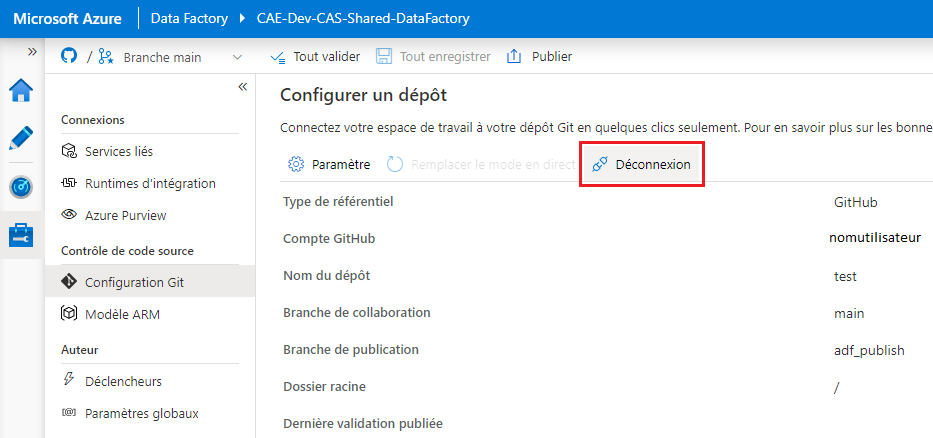 Microsoft Azure Data Factory CAE-Dev-CAS-Shared-DataFactory
/ Branche main Tout valider Tout enregistrer Publier
Configurer un dépôt
Connectez votre espace de travail à votre dépôt Git en quelques clics seulement. Pour en savoir plus sur les bonne
Connexions
Services liés
Runtimes d'intégration
Azure Purview
Contrôle de code source
Configuration Git
Modèle ARM
Auteur
Déclencheurs
Paramètres globaux
Paramètre Remplacer le mode en direct Déconnexion
Type de référentiel GitHub
Compte GitHub nomutilisateur
Nom du dépôt test
Branche de collaboration main
Branche de publication adf_publish
Dossier racine /
Dernière validation publiée